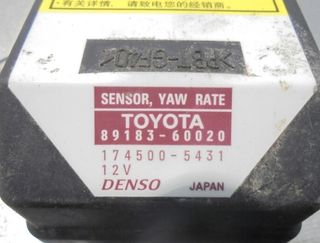 ·有关详情，请致电您的经销商。
>PBT-GF40<
SENSOR, YAW RATE
TOYOTA
89183-60020
174500-5431
12V
DENSO JAPAN